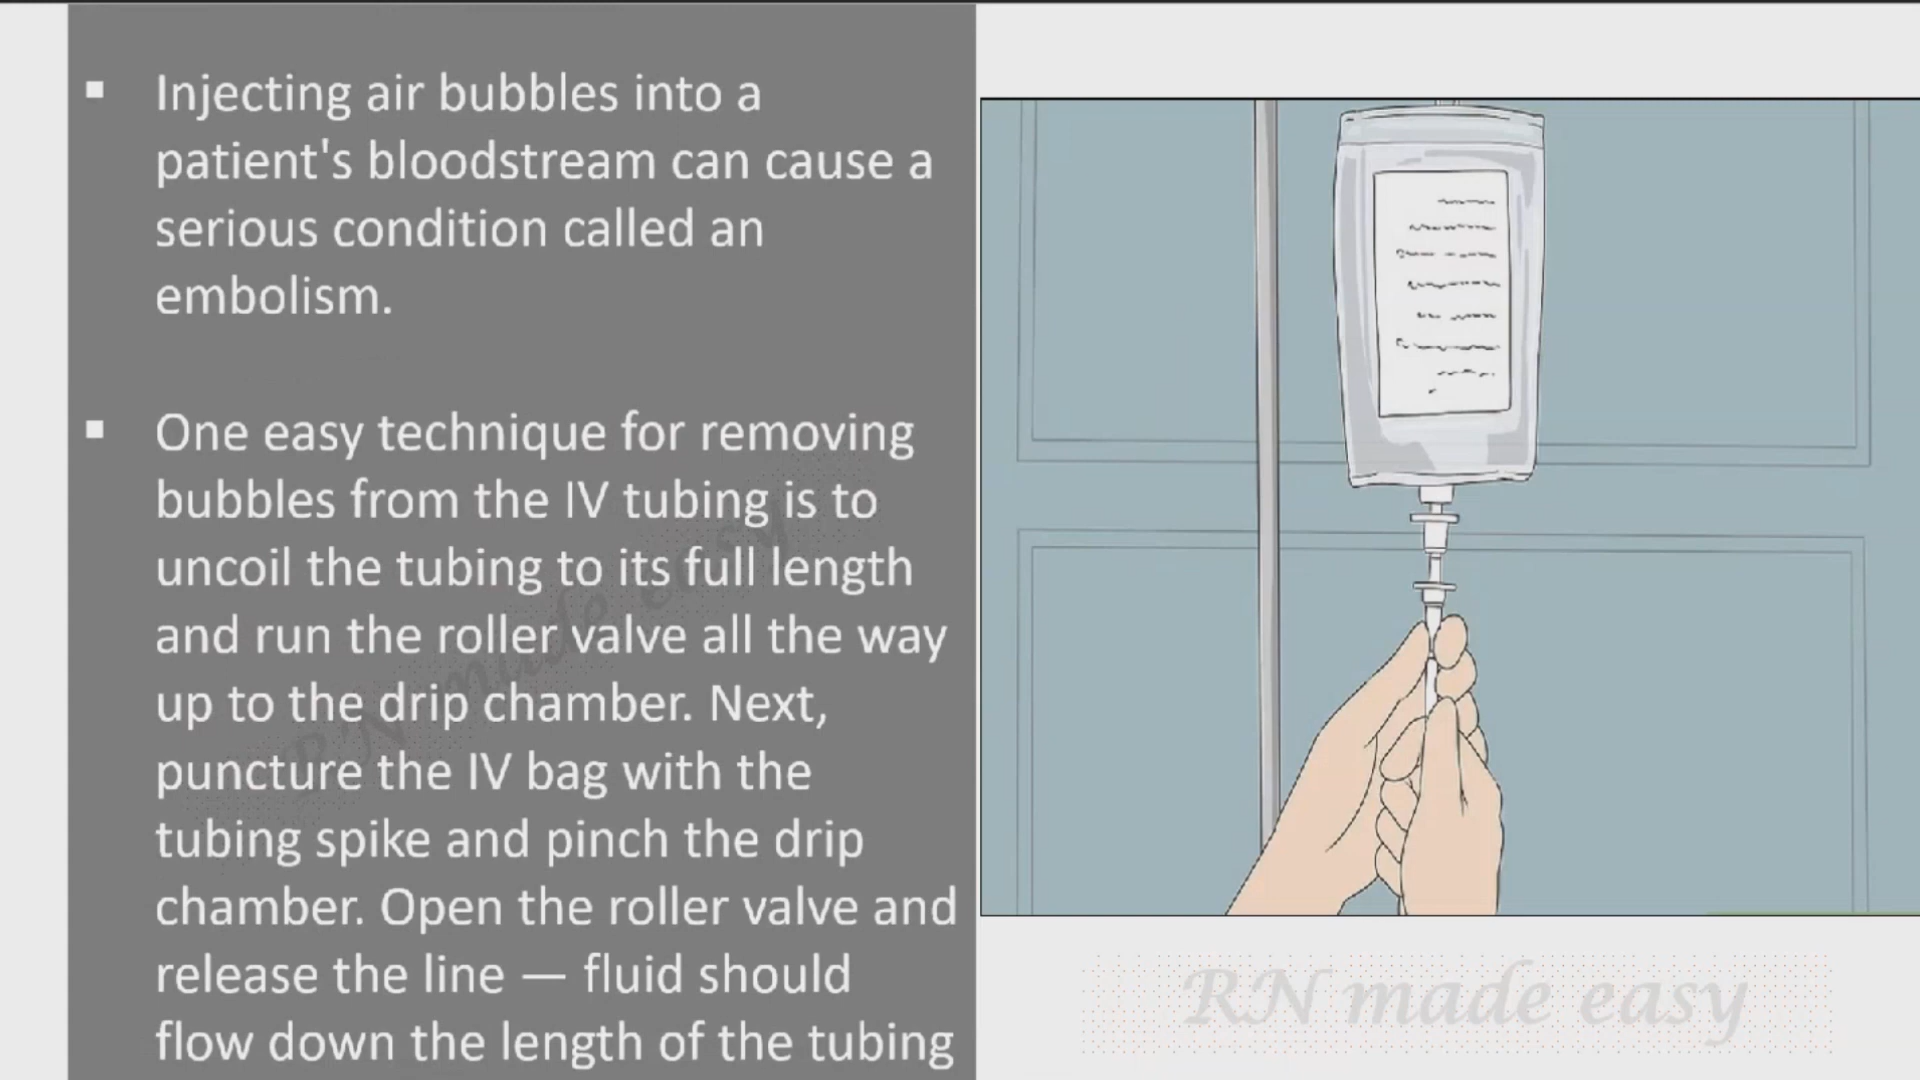 Injecting air bubbles into a
patient's bloodstream can cause a
serious condition called an
embolism.
One easy technique for removing
bubbles from the IV tubing is to
uncoil the tubing to its full length
and run the roller valve all the way
up to the drip chamber. Next,
puncture the IV bag with the
tubing spike and pinch the drip
chamber. Open the roller valve and
release the line — fluid should
flow down the length of the tubing
RN made easy
RN made easy